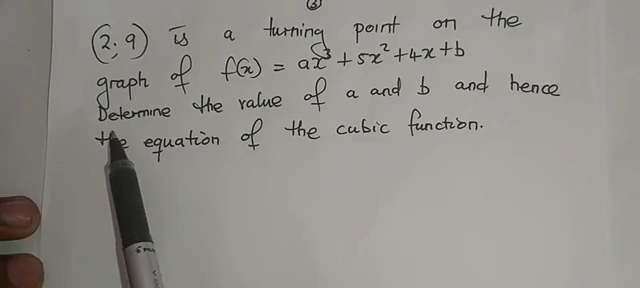 (3)
(2; 9) is a turning point on the
graph of f(x) = ax³ + 5x² + 4x + b
Determine the value of a and b and hence
the equation of the cubic function.